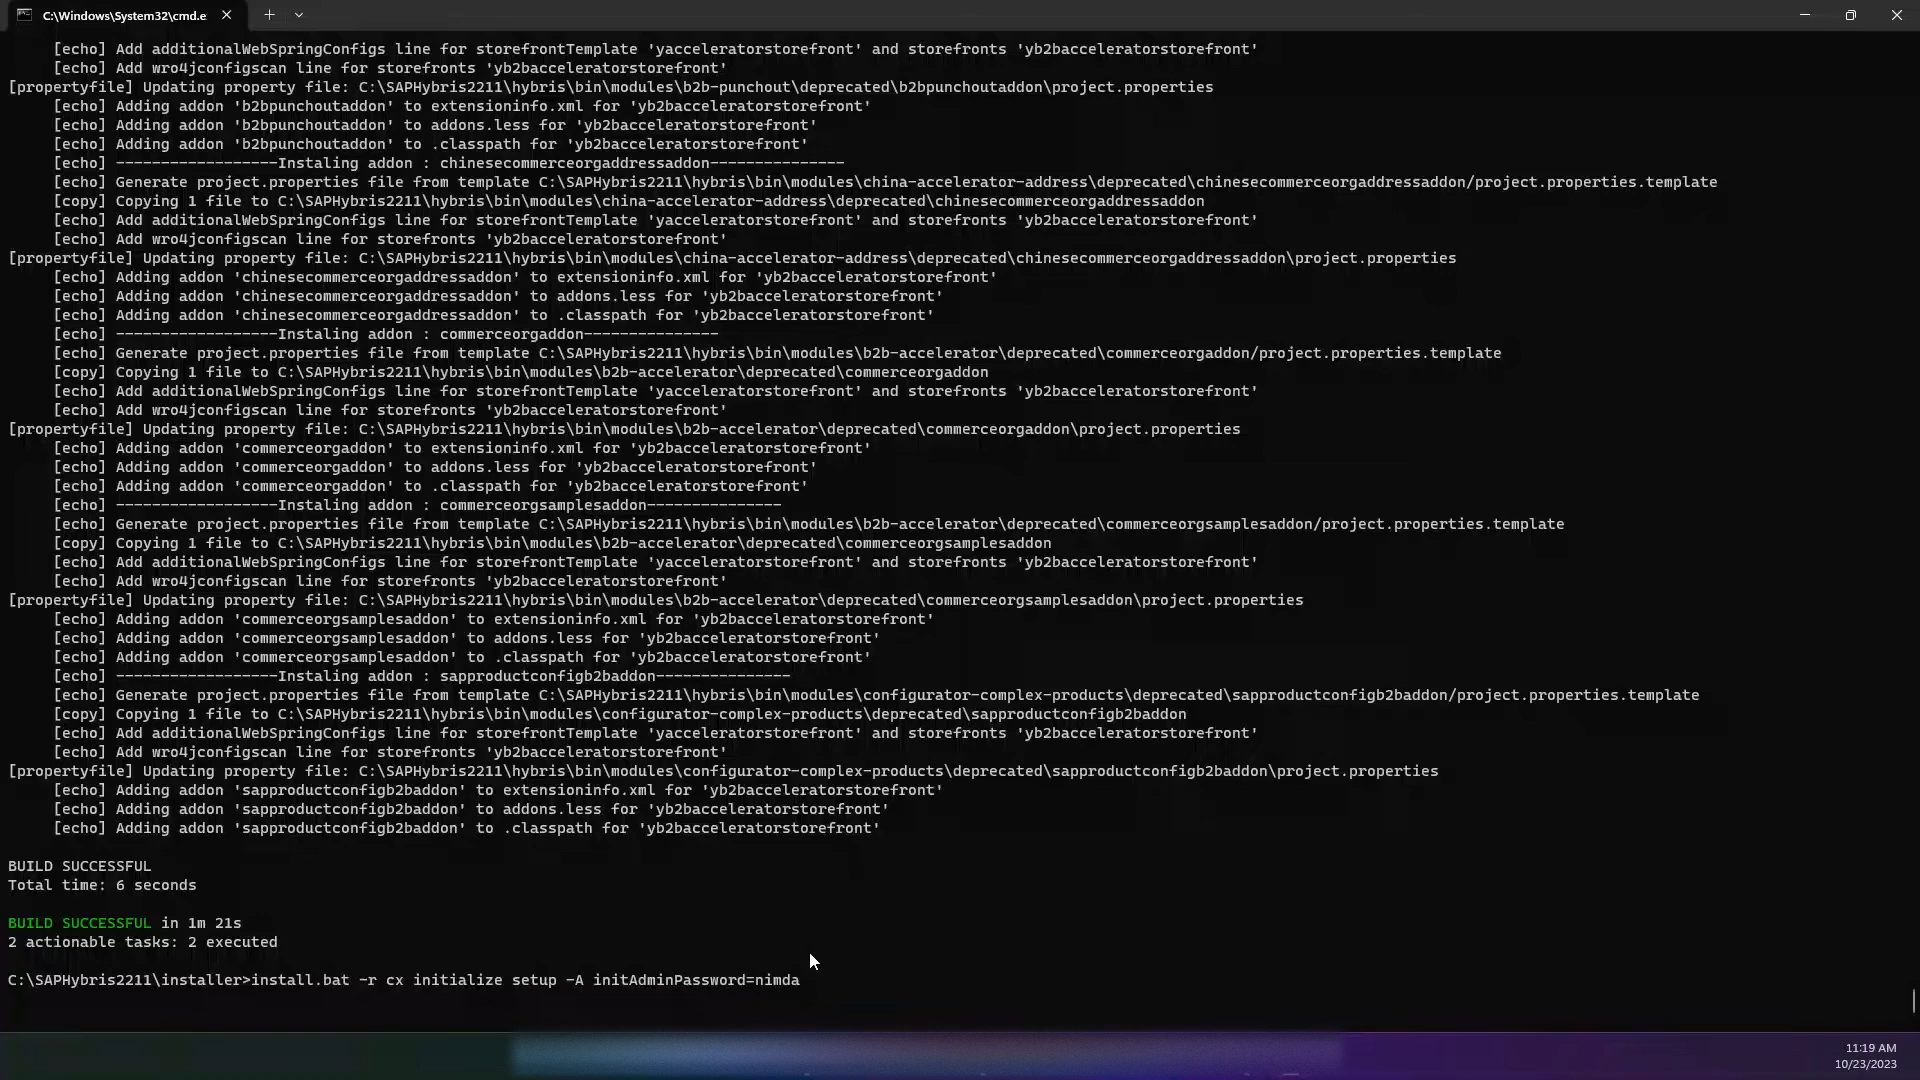 C:\Windows\System32\cmd.e
[echo] Add additionalWebSpringConfigs line for storefrontTemplate 'yacceleratorstorefront' and storefronts 'yb2bacceleratorstorefront'
[echo] Add wro4jconfigscan line for storefronts 'yb2bacceleratorstorefront'
[propertyfile] Updating property file: C:\SAPHybris2211\hybris\bin\modules\b2b-punchout\deprecated\b2bpunchoutaddon\project.properties
[echo] Adding addon 'b2bpunchoutaddon' to extensioninfo.xml for 'yb2bacceleratorstorefront'
[echo] Adding addon 'b2bpunchoutaddon' to addons.less for 'yb2bacceleratorstorefront'
[echo] Adding addon 'b2bpunchoutaddon' to .classpath for 'yb2bacceleratorstorefront'
[echo] ------------------Instaling addon : chinesecommerceorgaddressaddon---------------
[echo] Generate project.properties file from template C:\SAPHybris2211\hybris\bin\modules\china-accelerator-address\deprecated\chinesecommerceorgaddressaddon/project.properties.template
[copy] Copying 1 file to C:\SAPHybris2211\hybris\bin\modules\china-accelerator-address\deprecated\chinesecommerceorgaddressaddon
[echo] Add additionalWebSpringConfigs line for storefrontTemplate 'yacceleratorstorefront' and storefronts 'yb2bacceleratorstorefront'
[echo] Add wro4jconfigscan line for storefronts 'yb2bacceleratorstorefront'
[propertyfile] Updating property file: C:\SAPHybris2211\hybris\bin\modules\china-accelerator-address\deprecated\chinesecommerceorgaddressaddon\project.properties
[echo] Adding addon 'chinesecommerceorgaddressaddon' to extensioninfo.xml for 'yb2bacceleratorstorefront'
[echo] Adding addon 'chinesecommerceorgaddressaddon' to addons.less for 'yb2bacceleratorstorefront'
[echo] Adding addon 'chinesecommerceorgaddressaddon' to .classpath for 'yb2bacceleratorstorefront'
[echo] ------------------Instaling addon : commerceorgaddon---------------
[echo] Generate project.properties file from template C:\SAPHybris2211\hybris\bin\modules\b2b-accelerator\deprecated\commerceorgaddon/project.properties.template
[copy] Copying 1 file to C:\SAPHybris2211\hybris\bin\modules\b2b-accelerator\deprecated\commerceorgaddon
[echo] Add additionalWebSpringConfigs line for storefrontTemplate 'yacceleratorstorefront' and storefronts 'yb2bacceleratorstorefront'
[echo] Add wro4jconfigscan line for storefronts 'yb2bacceleratorstorefront'
[propertyfile] Updating property file: C:\SAPHybris2211\hybris\bin\modules\b2b-accelerator\deprecated\commerceorgaddon\project.properties
[echo] Adding addon 'commerceorgaddon' to extensioninfo.xml for 'yb2bacceleratorstorefront'
[echo] Adding addon 'commerceorgaddon' to addons.less for 'yb2bacceleratorstorefront'
[echo] Adding addon 'commerceorgaddon' to .classpath for 'yb2bacceleratorstorefront'
[echo] ------------------Instaling addon : commerceorgsamplesaddon---------------
[echo] Generate project.properties file from template C:\SAPHybris2211\hybris\bin\modules\b2b-accelerator\deprecated\commerceorgsamplesaddon/project.properties.template
[copy] Copying 1 file to C:\SAPHybris2211\hybris\bin\modules\b2b-accelerator\deprecated\commerceorgsamplesaddon
[echo] Add additionalWebSpringConfigs line for storefrontTemplate 'yacceleratorstorefront' and storefronts 'yb2bacceleratorstorefront'
[echo] Add wro4jconfigscan line for storefronts 'yb2bacceleratorstorefront'
[propertyfile] Updating property file: C:\SAPHybris2211\hybris\bin\modules\b2b-accelerator\deprecated\commerceorgsamplesaddon\project.properties
[echo] Adding addon 'commerceorgsamplesaddon' to extensioninfo.xml for 'yb2bacceleratorstorefront'
[echo] Adding addon 'commerceorgsamplesaddon' to addons.less for 'yb2bacceleratorstorefront'
[echo] Adding addon 'commerceorgsamplesaddon' to .classpath for 'yb2bacceleratorstorefront'
[echo] ------------------Instaling addon : sapproductconfigb2baddon---------------
[echo] Generate project.properties file from template C:\SAPHybris2211\hybris\bin\modules\configurator-complex-products\deprecated\sapproductconfigb2baddon/project.properties.template
[copy] Copying 1 file to C:\SAPHybris2211\hybris\bin\modules\configurator-complex-products\deprecated\sapproductconfigb2baddon
[echo] Add additionalWebSpringConfigs line for storefrontTemplate 'yacceleratorstorefront' and storefronts 'yb2bacceleratorstorefront'
[echo] Add wro4jconfigscan line for storefronts 'yb2bacceleratorstorefront'
[propertyfile] Updating property file: C:\SAPHybris2211\hybris\bin\modules\configurator-complex-products\deprecated\sapproductconfigb2baddon\project.properties
[echo] Adding addon 'sapproductconfigb2baddon' to extensioninfo.xml for 'yb2bacceleratorstorefront'
[echo] Adding addon 'sapproductconfigb2baddon' to addons.less for 'yb2bacceleratorstorefront'
[echo] Adding addon 'sapproductconfigb2baddon' to .classpath for 'yb2bacceleratorstorefront'
BUILD SUCCESSFUL
Total time: 6 seconds
BUILD SUCCESSFUL in 1m 21s
2 actionable tasks: 2 executed
C:\SAPHybris2211\installer>install.bat -r cx initialize setup -A initAdminPassword=nimda
11:19 AM
10/23/2023